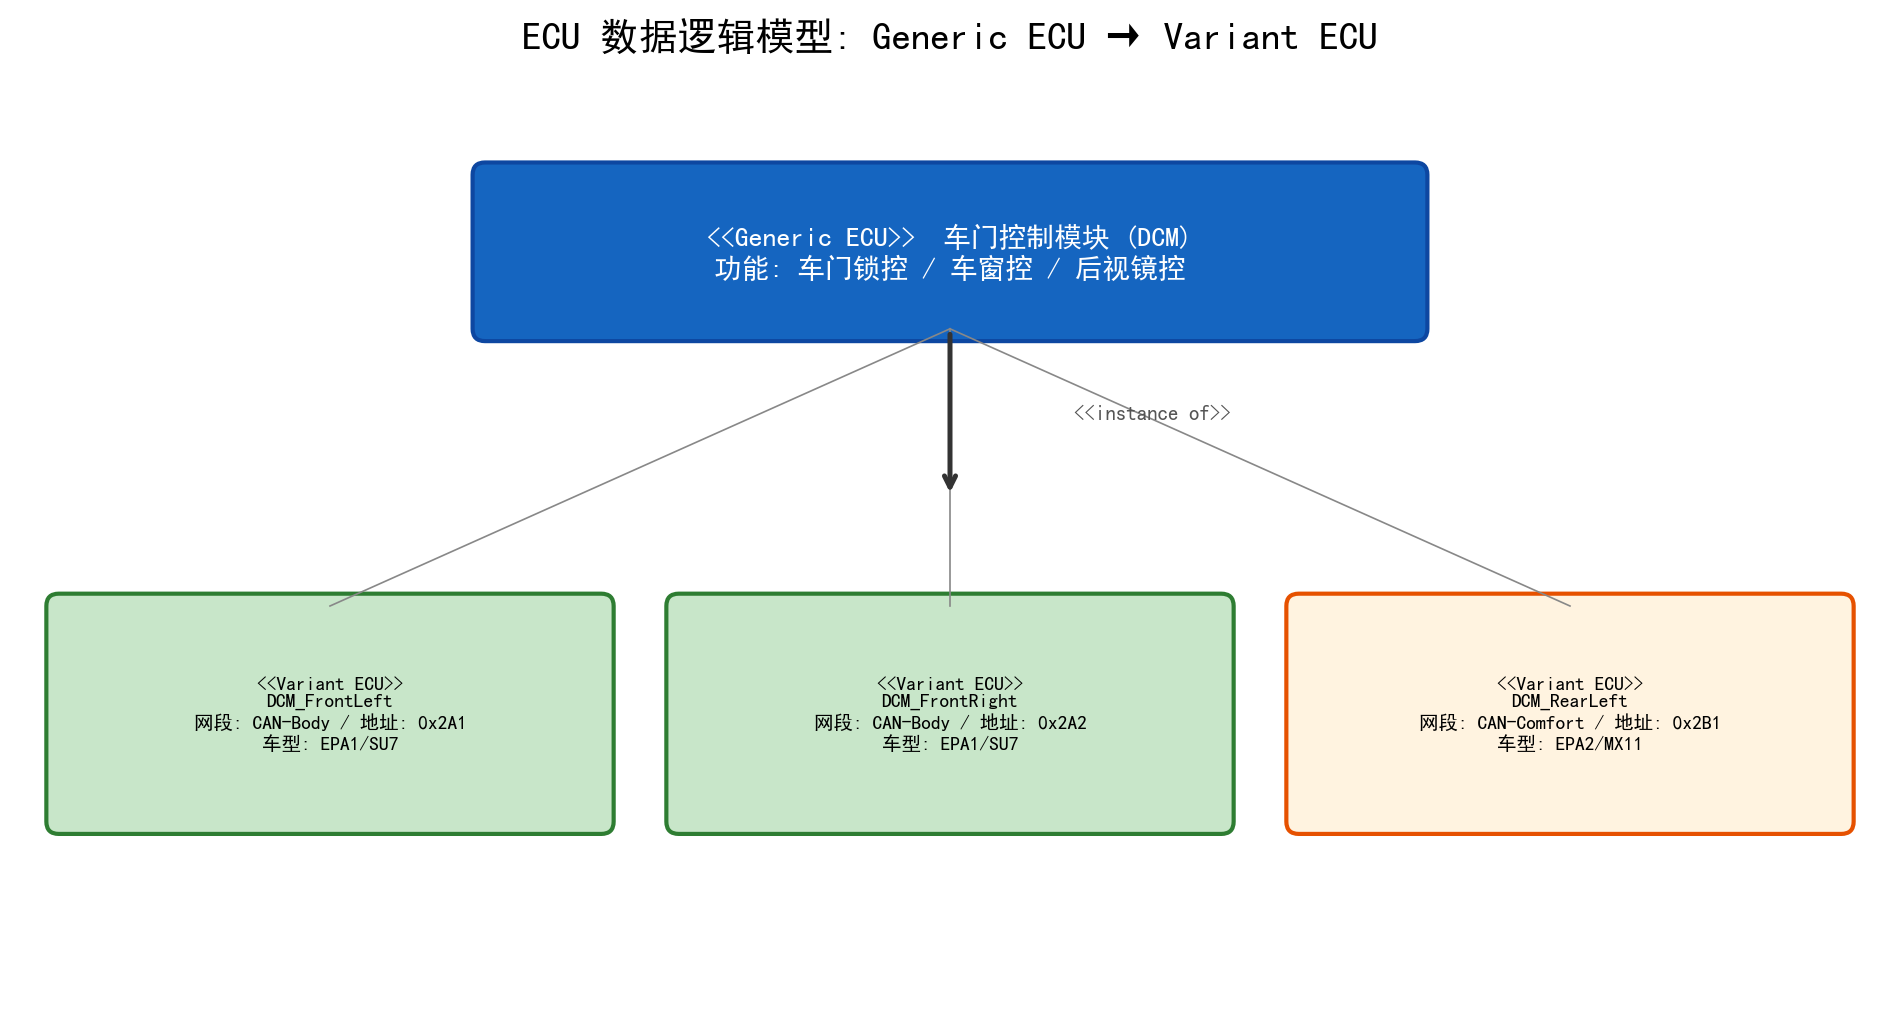 ECU 数据逻辑模型: Generic ECU → Variant ECU
<<Generic ECU>> 车门控制模块 (DCM)
功能: 车门锁控 / 车窗控 / 后视镜控
<<instance of>>
<<Variant ECU>>
DCM_FrontLeft
网段: CAN-Body / 地址: 0x2A1
车型: EPA1/SU7
<<Variant ECU>>
DCM_FrontRight
网段: CAN-Body / 地址: 0x2A2
车型: EPA1/SU7
<<Variant ECU>>
DCM_RearLeft
网段: CAN-Comfort / 地址: 0x2B1
车型: EPA2/MX11